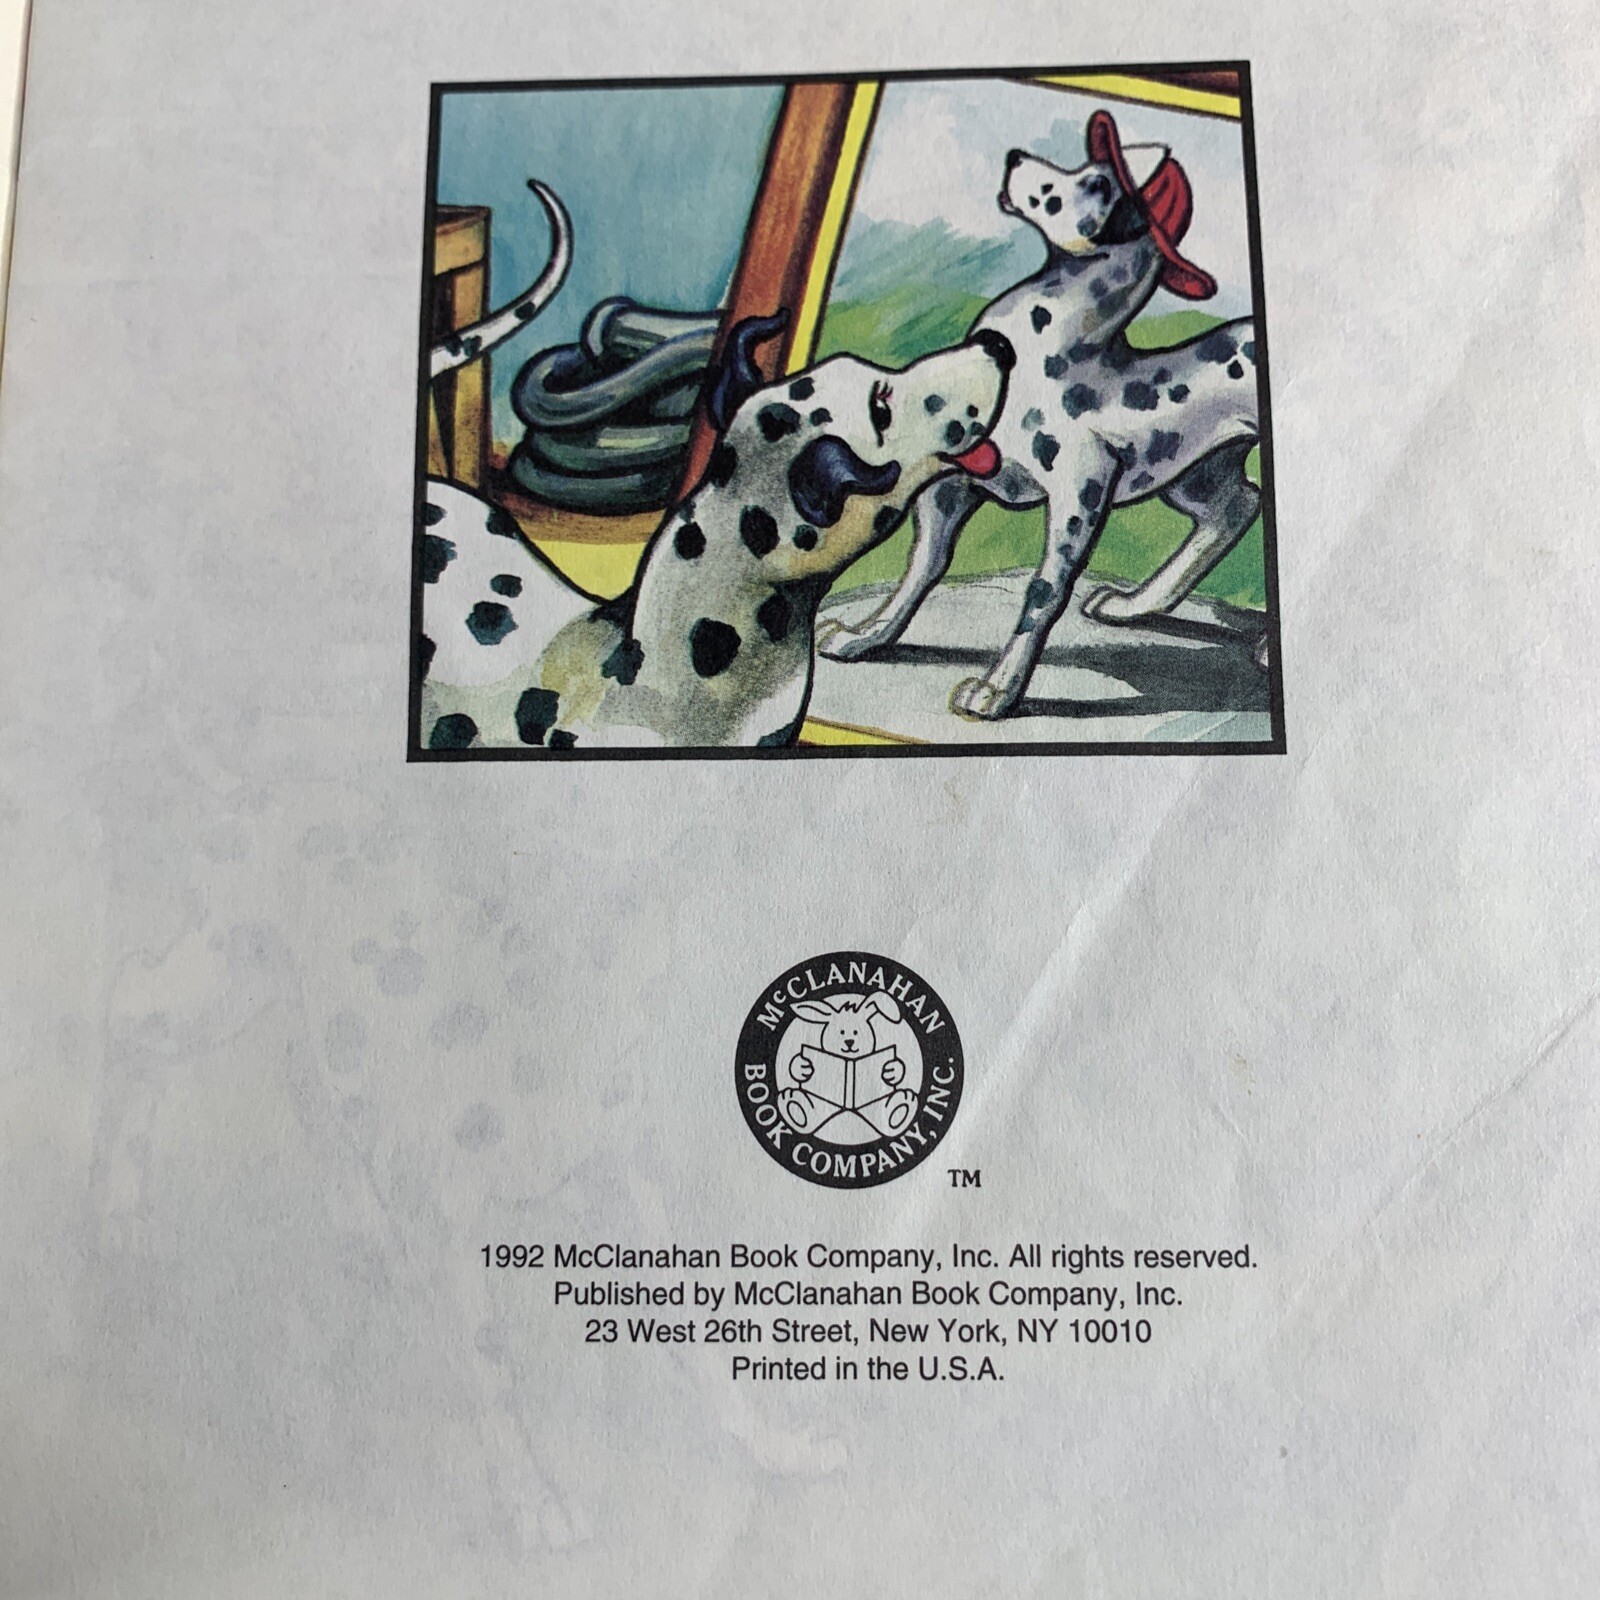 McCLANAHAN
BOOK COMPANY, INC.
TM
1992 McClanahan Book Company, Inc. All rights reserved.
Published by McClanahan Book Company, Inc.
23 West 26th Street, New York, NY 10010
Printed in the U.S.A.